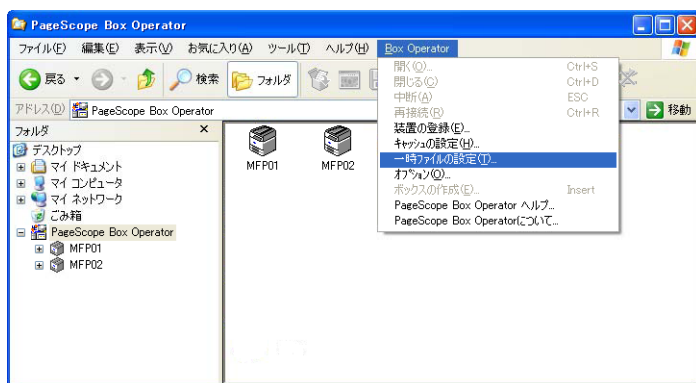 PageScope Box Operator
ファイル(F) 編集(E) 表示(V) お気に入り(A) ツール(T) ヘルプ(H) Box Operator
戻る 検索 フォルダ
アドレス(D) PageScope Box Operator 移動
フォルダ ×
デスクトップ
マイ ドキュメント
マイ コンピュータ
マイ ネットワーク
ごみ箱
PageScope Box Operator
MFP01
MFP02
MFP01 MFP02
開く(O)... Ctrl+S
閉じる(C) Ctrl+D
中断(A) ESC
再接続(R) Ctrl+R
装置の登録(E)...
キャッシュの設定(H)...
一時ファイルの設定(T)...
オプション(O)...
ボックスの作成(E)... Insert
PageScope Box Operator ヘルプ...
PageScope Box Operatorについて...